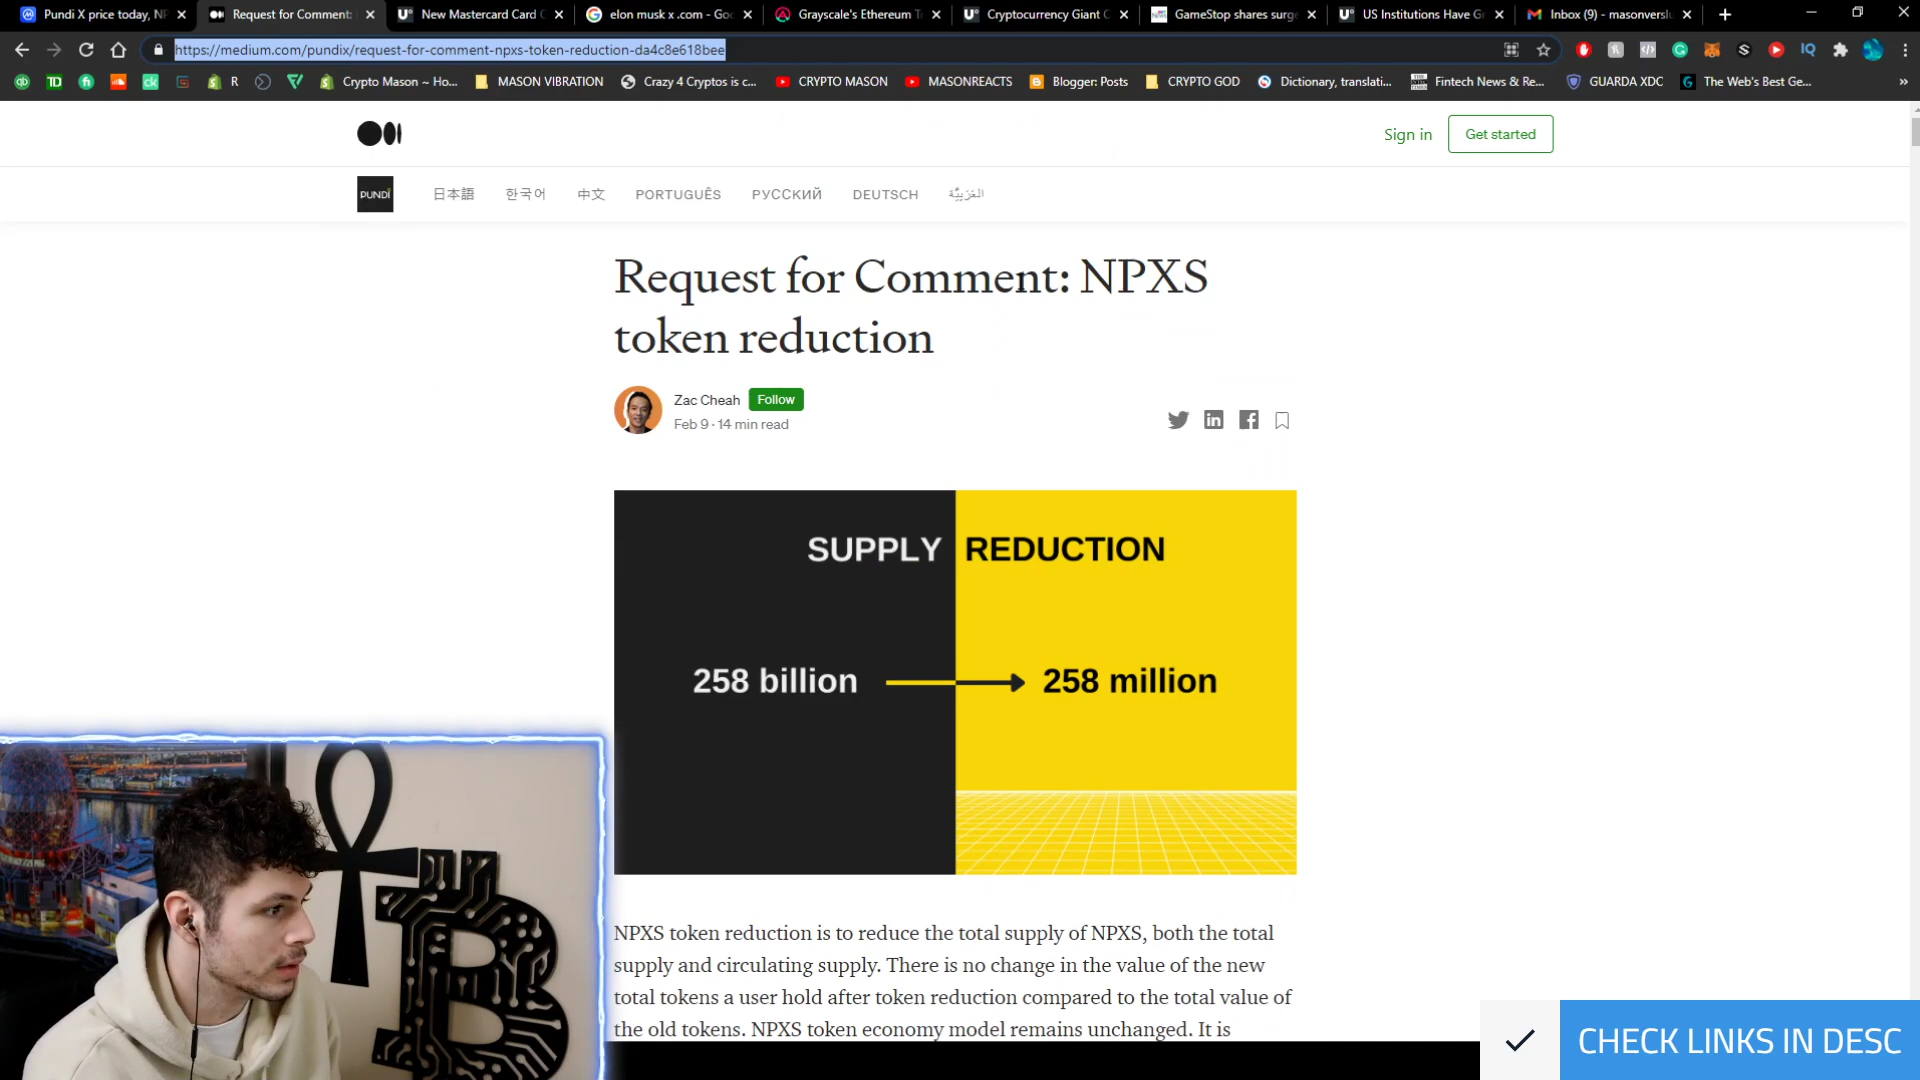 Pundi X price today, NP
Request for Comment:
New Mastercard Card C
elon musk x .com - Goo
Grayscale's Ethereum T
Cryptocurrency Giant C
GameStop shares surge
US Institutions Have G
Inbox (9) - masonverslu
https://medium.com/pundix/request-for-comment-npxs-token-reduction-da4c8e618bee
R
Crypto Mason ~ Ho...
MASON VIBRATION
Crazy 4 Cryptos is c...
CRYPTO MASON
MASONREACTS
Blogger: Posts
CRYPTO GOD
Dictionary, translati...
Fintech News & Re...
GUARDA XDC
The Web's Best Ge...
Sign in
Get started
PUNDI
日本語
한국어
中文
PORTUGUÊS
РУССКИЙ
DEUTSCH
Request for Comment: NPXS
token reduction
Zac Cheah
Follow
Feb 9 · 14 min read
SUPPLY REDUCTION
258 billion
258 million
NPXS token reduction is to reduce the total supply of NPXS, both the total
supply and circulating supply. There is no change in the value of the new
total tokens a user hold after token reduction compared to the total value of
the old tokens. NPXS token economy model remains unchanged. It is
CHECK LINKS IN DESC